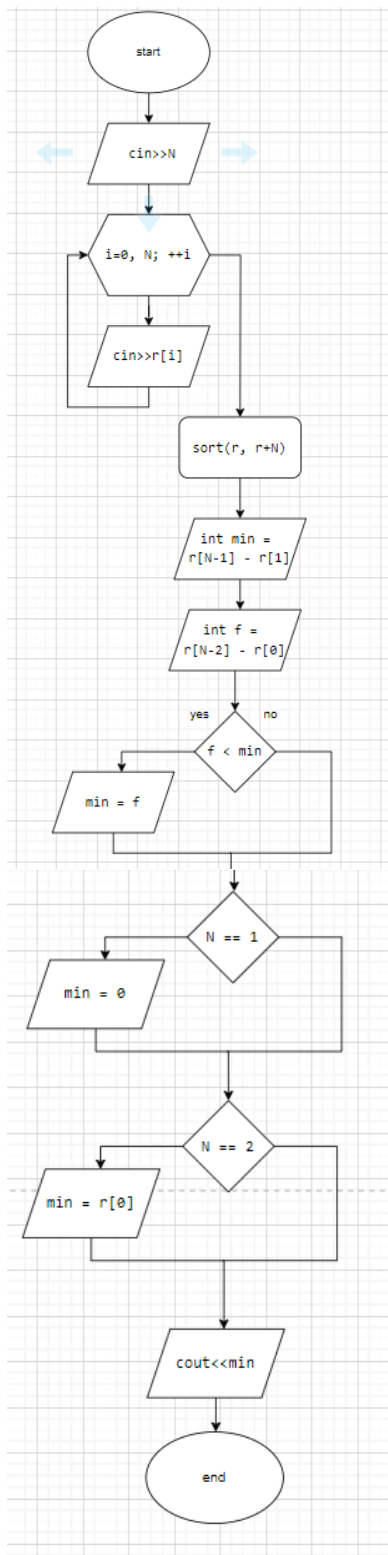 start
cin>>N
i=0, N; ++i
cin>>r[i]
sort(r, r+N)
int min =
r[N-1] - r[1]
int f =
r[N-2] - r[0]
yes
no
f < min
min = f
N == 1
min = 0
N == 2
min = r[0]
cout<<min
end